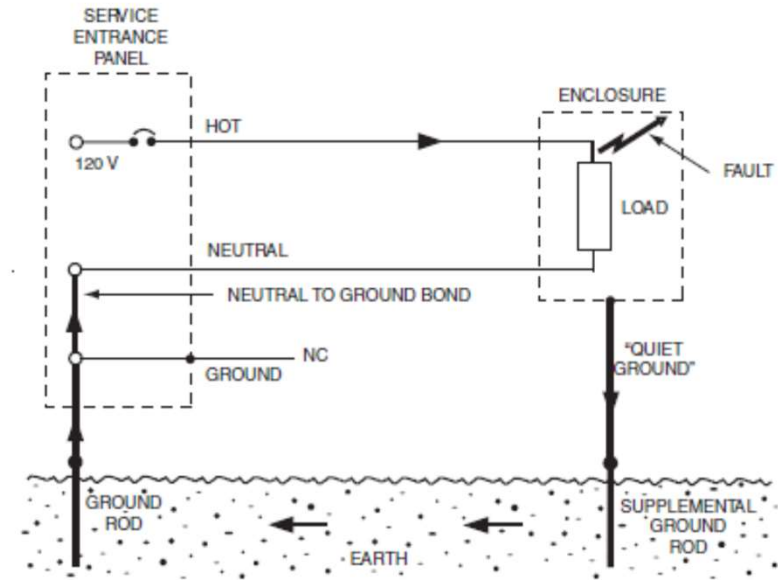 SERVICE
ENTRANCE
PANEL
ENCLOSURE
HOT
120 V
FAULT
LOAD
NEUTRAL
NEUTRAL TO GROUND BOND
NC
GROUND
"QUIET
GROUND"
GROUND
ROD
SUPPLEMENTAL
GROUND
ROD
EARTH